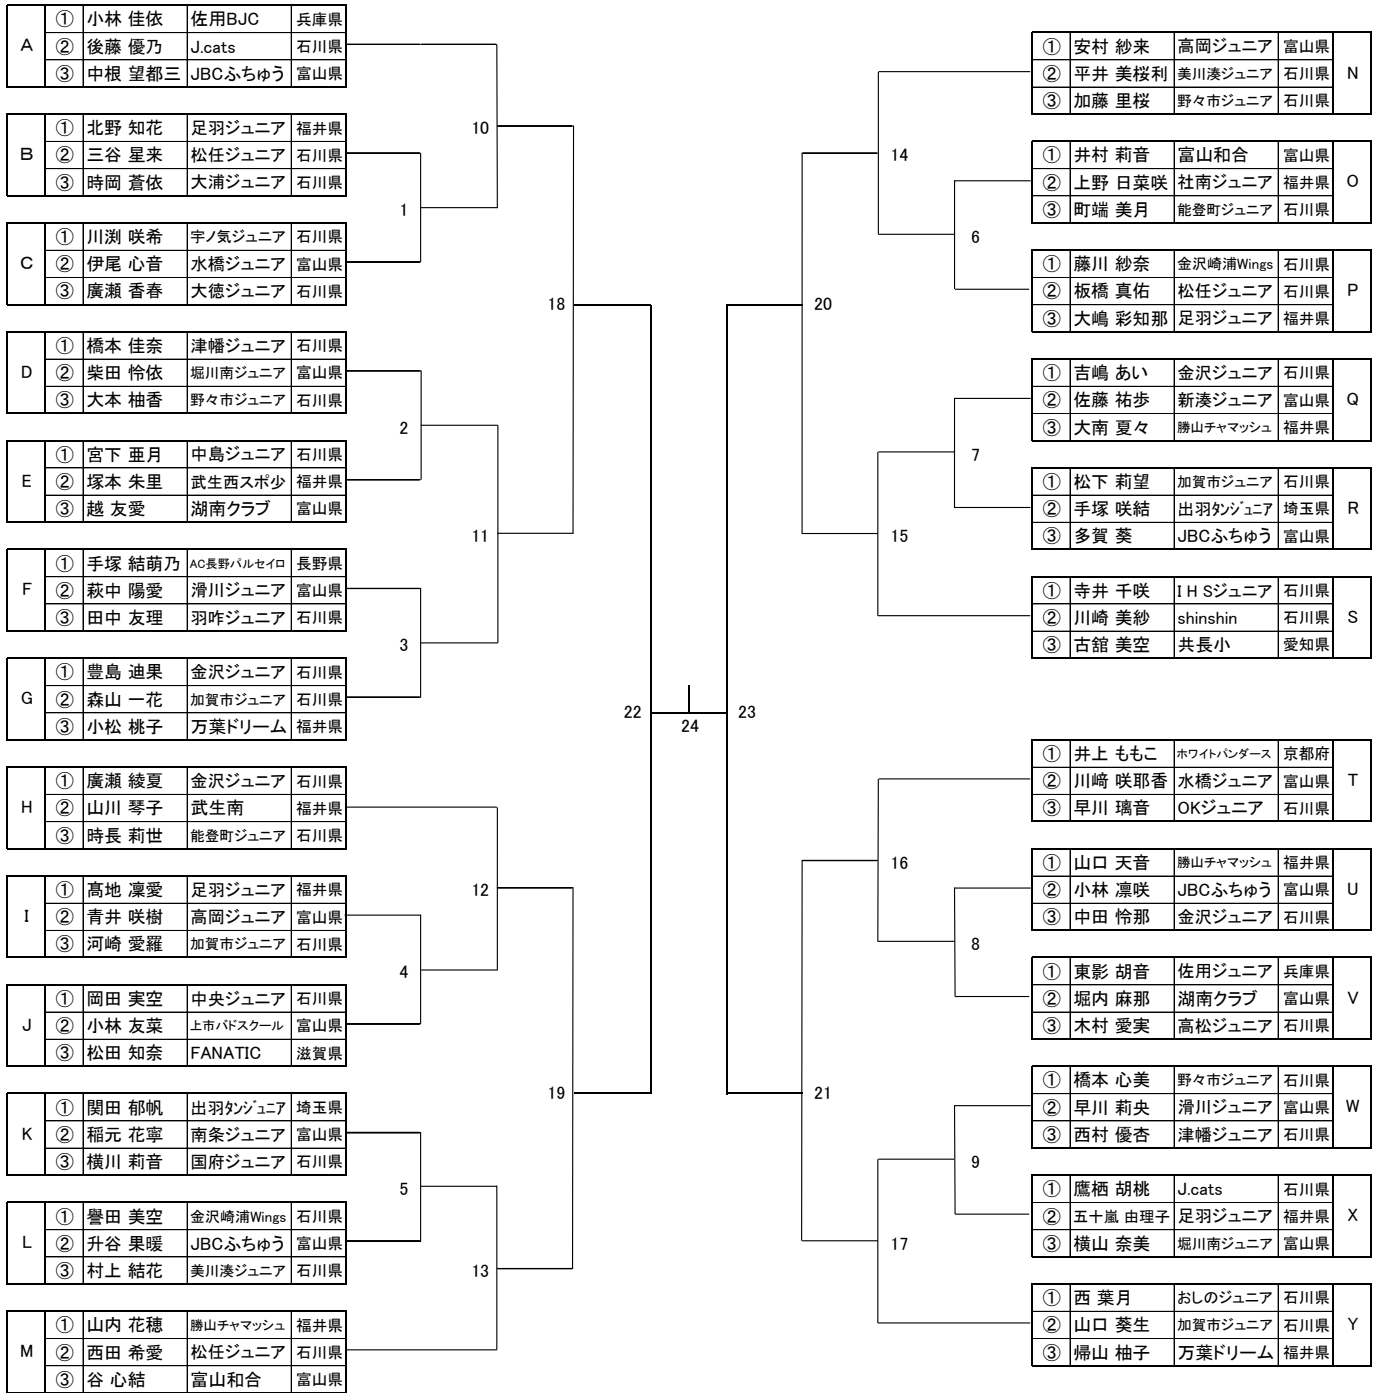 A
① 小林 佳依 佐用BJC 兵庫県
② 後藤 優乃 J.cats 石川県
③ 中根 望都三 JBCふちゅう 富山県
B
① 北野 知花 足羽ジュニア 福井県
② 三谷 星来 松任ジュニア 石川県
③ 時岡 蒼依 大浦ジュニア 石川県
C
① 川渕 咲希 宇ノ気ジュニア 石川県
② 伊尾 心音 水橋ジュニア 富山県
③ 廣瀬 香春 大徳ジュニア 石川県
D
① 橋本 佳奈 津幡ジュニア 石川県
② 柴田 怜依 堀川南ジュニア 富山県
③ 大本 柚香 野々市ジュニア 石川県
E
① 宮下 亜月 中島ジュニア 石川県
② 塚本 朱里 武生西スポ少 福井県
③ 越 友愛 湖南クラブ 富山県
F
① 手塚 結萌乃 AC長野パルセイロ 長野県
② 萩中 陽愛 滑川ジュニア 富山県
③ 田中 友理 羽咋ジュニア 石川県
G
① 豊島 迪果 金沢ジュニア 石川県
② 森山 一花 加賀市ジュニア 石川県
③ 小松 桃子 万葉ドリーム 福井県
H
① 廣瀬 綾夏 金沢ジュニア 石川県
② 山川 琴子 武生南 福井県
③ 時長 莉世 能登町ジュニア 石川県
I
① 髙地 凜愛 足羽ジュニア 福井県
② 青井 咲樹 高岡ジュニア 富山県
③ 河崎 愛羅 加賀市ジュニア 石川県
J
① 岡田 実空 中央ジュニア 石川県
② 小林 友菜 上市バドスクール 富山県
③ 松田 知奈 FANATIC 滋賀県
K
① 関田 郁帆 出羽タンジュニア 埼玉県
② 稲元 花寧 南条ジュニア 富山県
③ 横川 莉音 国府ジュニア 石川県
L
① 譽田 美空 金沢崎浦Wings 石川県
② 升谷 果暖 JBCふちゅう 富山県
③ 村上 結花 美川湊ジュニア 石川県
M
① 山内 花穂 勝山チャマッシュ 福井県
② 西田 希愛 松任ジュニア 石川県
③ 谷 心結 富山和合 富山県
10
1
18
2
11
3
22
12
4
19
5
13
24
23
14
6
20
7
15
16
8
21
9
17
① 安村 紗来 高岡ジュニア 富山県
② 平井 美桜利 美川湊ジュニア 石川県
③ 加藤 里桜 野々市ジュニア 石川県
N
① 井村 莉音 富山和合 富山県
② 上野 日菜咲 社南ジュニア 福井県
③ 町端 美月 能登町ジュニア 石川県
O
① 藤川 紗奈 金沢崎浦Wings 石川県
② 板橋 真佑 松任ジュニア 石川県
③ 大嶋 彩知那 足羽ジュニア 福井県
P
① 吉嶋 あい 金沢ジュニア 石川県
② 佐藤 祐歩 新湊ジュニア 富山県
③ 大南 夏々 勝山チャマッシュ 福井県
Q
① 松下 莉望 加賀市ジュニア 石川県
② 手塚 咲結 出羽タンジュニア 埼玉県
③ 多賀 葵 JBCふちゅう 富山県
R
① 寺井 千咲 IHSジュニア 石川県
② 川崎 美紗 shinshin 石川県
③ 古舘 美空 共長小 愛知県
S
① 井上 ももこ ホワイトパンダース 京都府
② 川﨑 咲耶香 水橋ジュニア 富山県
③ 早川 璃音 OKジュニア 石川県
T
① 山口 天音 勝山チャマッシュ 福井県
② 小林 凛咲 JBCふちゅう 富山県
③ 中田 怜那 金沢ジュニア 石川県
U
① 東影 胡音 佐用ジュニア 兵庫県
② 堀内 麻那 湖南クラブ 富山県
③ 木村 愛実 高松ジュニア 石川県
V
① 橋本 心美 野々市ジュニア 石川県
② 早川 莉央 滑川ジュニア 富山県
③ 西村 優杏 津幡ジュニア 石川県
W
① 鷹栖 胡桃 J.cats 石川県
② 五十嵐 由理子 足羽ジュニア 福井県
③ 横山 奈美 堀川南ジュニア 富山県
X
① 西 葉月 おしのジュニア 石川県
② 山口 葵生 加賀市ジュニア 石川県
③ 帰山 柚子 万葉ドリーム 福井県
Y